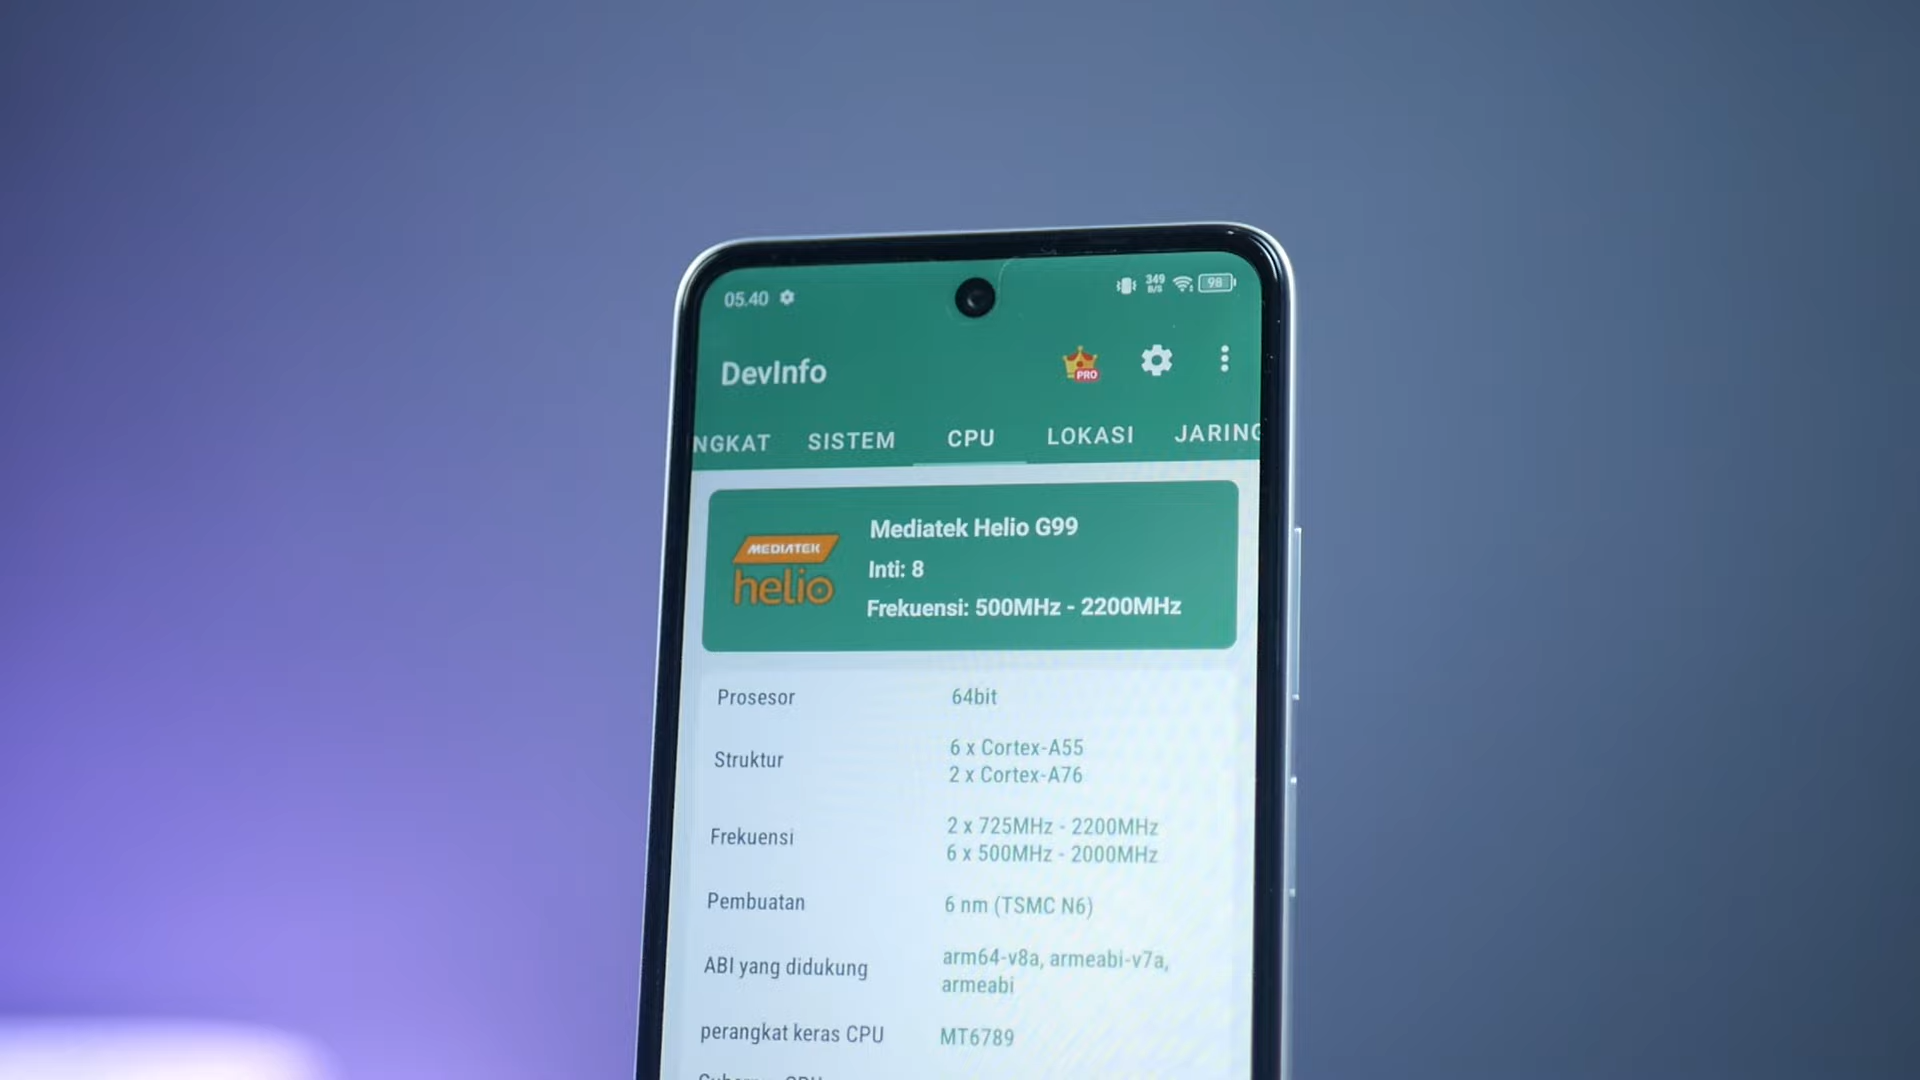 05.40
349
B/S
98
DevInfo
PRO
NGKAT SISTEM CPU LOKASI JARING
MEDIATEK
helio
Mediatek Helio G99
Inti: 8
Frekuensi: 500MHz - 2200MHz
Prosesor 64bit
Struktur 6 x Cortex-A55
2 x Cortex-A76
Frekuensi 2 x 725MHz - 2200MHz
6 x 500MHz - 2000MHz
Pembuatan 6 nm (TSMC N6)
ABI yang didukung arm64-v8a, armeabi-v7a,
armeabi
perangkat keras CPU MT6789